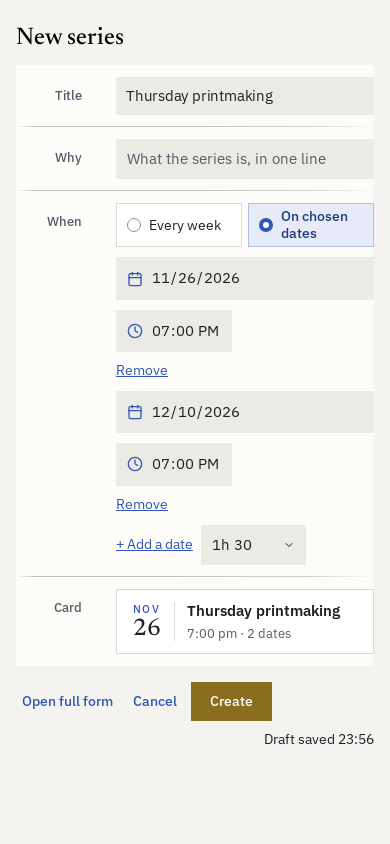 New series
Title
Thursday printmaking
Why
What the series is, in one line
When
Every week
On chosen
dates
11/26/2026
07:00 PM
Remove
12/10/2026
07:00 PM
Remove
+ Add a date
1h 30
Card
NOV
26
Thursday printmaking
7:00 pm · 2 dates
Open full form
Cancel
Create
Draft saved 23:56